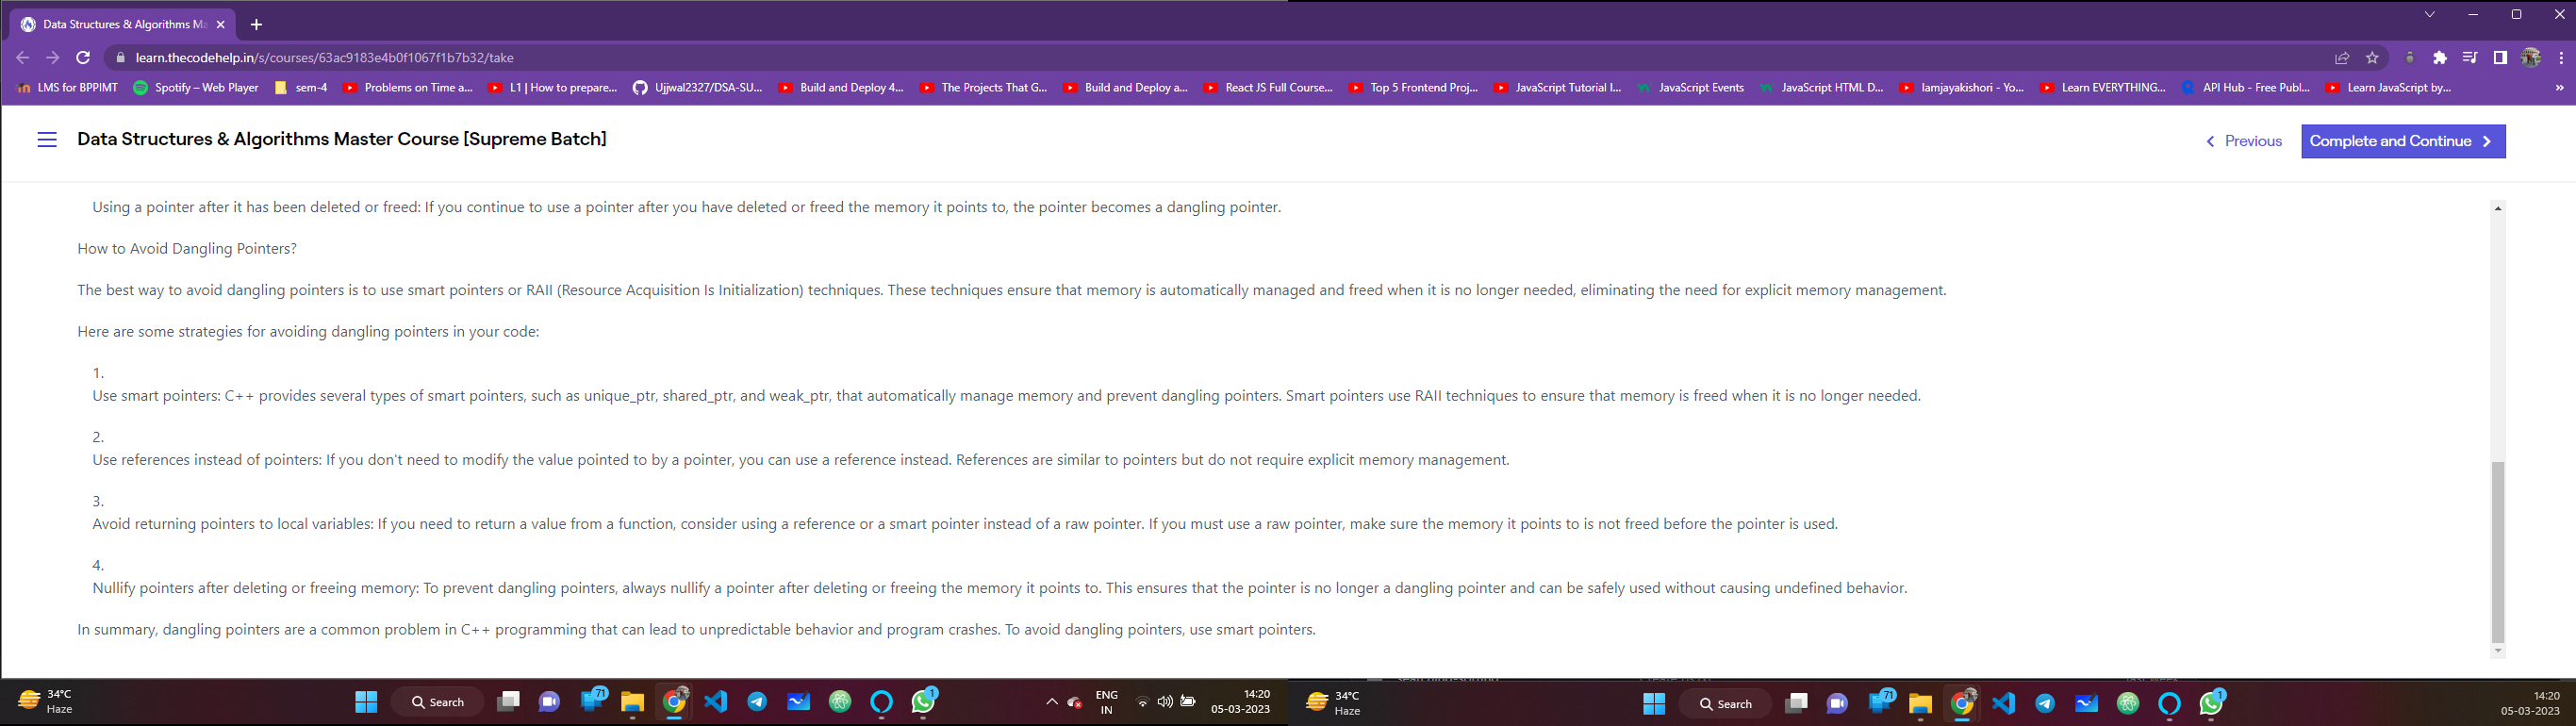 Data Structures & Algorithms Ma
learn.thecodehelp.in/s/courses/63ac9183e4b0f1067f1b7b32/take
LMS for BPPIMT Spotify – Web Player sem-4 Problems on Time a... L1 | How to prepare... Ujjwal2327/DSA-SU... Build and Deploy 4... The Projects That G... Build and Deploy a... React JS Full Course... Top 5 Frontend Proj... JavaScript Tutorial I... JavaScript Events JavaScript HTML D... Iamjayakishori - Yo... Learn EVERYTHING... API Hub - Free Publ... Learn JavaScript by... »
Data Structures & Algorithms Master Course [Supreme Batch] Previous Complete and Continue
Using a pointer after it has been deleted or freed: If you continue to use a pointer after you have deleted or freed the memory it points to, the pointer becomes a dangling pointer.
How to Avoid Dangling Pointers?
The best way to avoid dangling pointers is to use smart pointers or RAII (Resource Acquisition Is Initialization) techniques. These techniques ensure that memory is automatically managed and freed when it is no longer needed, eliminating the need for explicit memory management.
Here are some strategies for avoiding dangling pointers in your code:
1.
Use smart pointers: C++ provides several types of smart pointers, such as unique_ptr, shared_ptr, and weak_ptr, that automatically manage memory and prevent dangling pointers. Smart pointers use RAII techniques to ensure that memory is freed when it is no longer needed.
2.
Use references instead of pointers: If you don't need to modify the value pointed to by a pointer, you can use a reference instead. References are similar to pointers but do not require explicit memory management.
3.
Avoid returning pointers to local variables: If you need to return a value from a function, consider using a reference or a smart pointer instead of a raw pointer. If you must use a raw pointer, make sure the memory it points to is not freed before the pointer is used.
4.
Nullify pointers after deleting or freeing memory: To prevent dangling pointers, always nullify a pointer after deleting or freeing the memory it points to. This ensures that the pointer is no longer a dangling pointer and can be safely used without causing undefined behavior.
In summary, dangling pointers are a common problem in C++ programming that can lead to unpredictable behavior and program crashes. To avoid dangling pointers, use smart pointers.
34°C Search 71 1 ENG 14:20 34°C Search 71 1 14:20
Haze IN 05-03-2023 Haze 05-03-2023